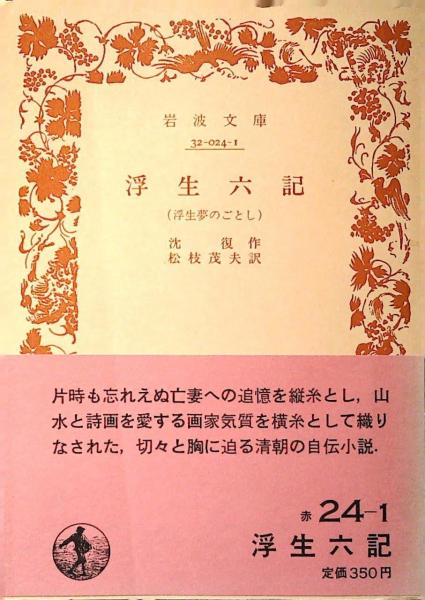 岩波文庫
32-024-1
浮生六記
(浮生夢のごとし)
沈復作
松枝茂夫訳
片時も忘れえぬ亡妻への追憶を縦糸とし,山
水と詩画を愛する画家気質を横糸として織り
なされた,切々と胸に迫る清朝の自伝小説.
赤 24-1
浮生六記
定価350円